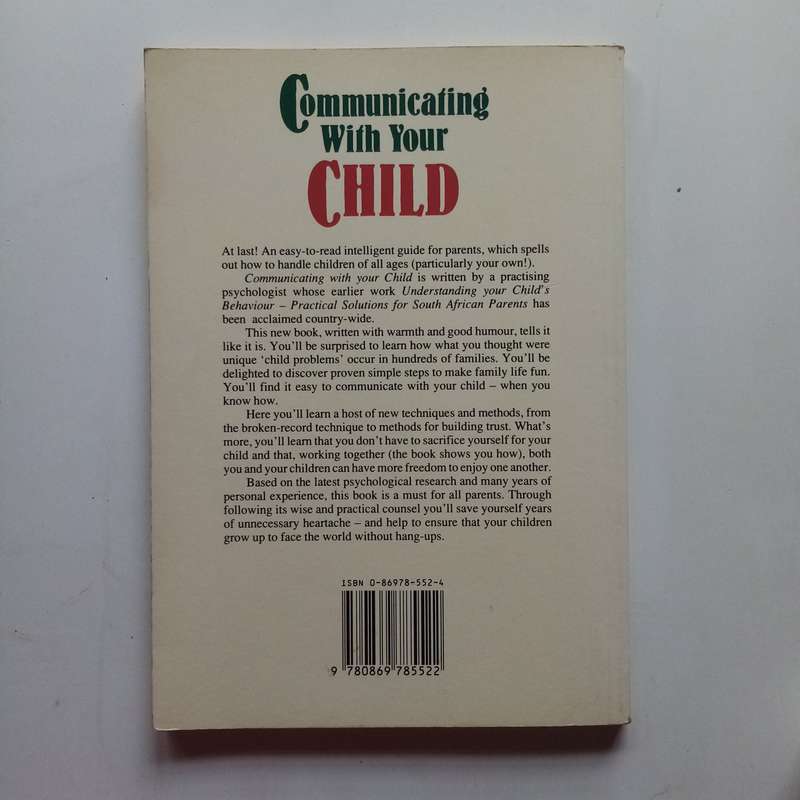 Communicating
With Your
CHILD
At last! An easy-to-read intelligent guide for parents, which spells
out how to handle children of all ages (particularly your own!).
Communicating with your Child is written by a practising
psychologist whose earlier work Understanding your Child's
Behaviour – Practical Solutions for South African Parents has
been acclaimed country-wide.
This new book, written with warmth and good humour, tells it
like it is. You'll be surprised to learn how what you thought were
unique 'child problems' occur in hundreds of families. You'll be
delighted to discover proven simple steps to make family life fun.
You'll find it easy to communicate with your child – when you
know how.
Here you'll learn a host of new techniques and methods, from
the broken-record technique to methods for building trust. What's
more, you'll learn that you don't have to sacrifice yourself for your
child and that, working together (the book shows you how), both
you and your children can have more freedom to enjoy one another.
Based on the latest psychological research and many years of
personal experience, this book is a must for all parents. Through
following its wise and practical counsel you'll save yourself years
of unnecessary heartache – and help to ensure that your children
grow up to face the world without hang-ups.
ISBN 0-86978-552-4
9 780869 785522